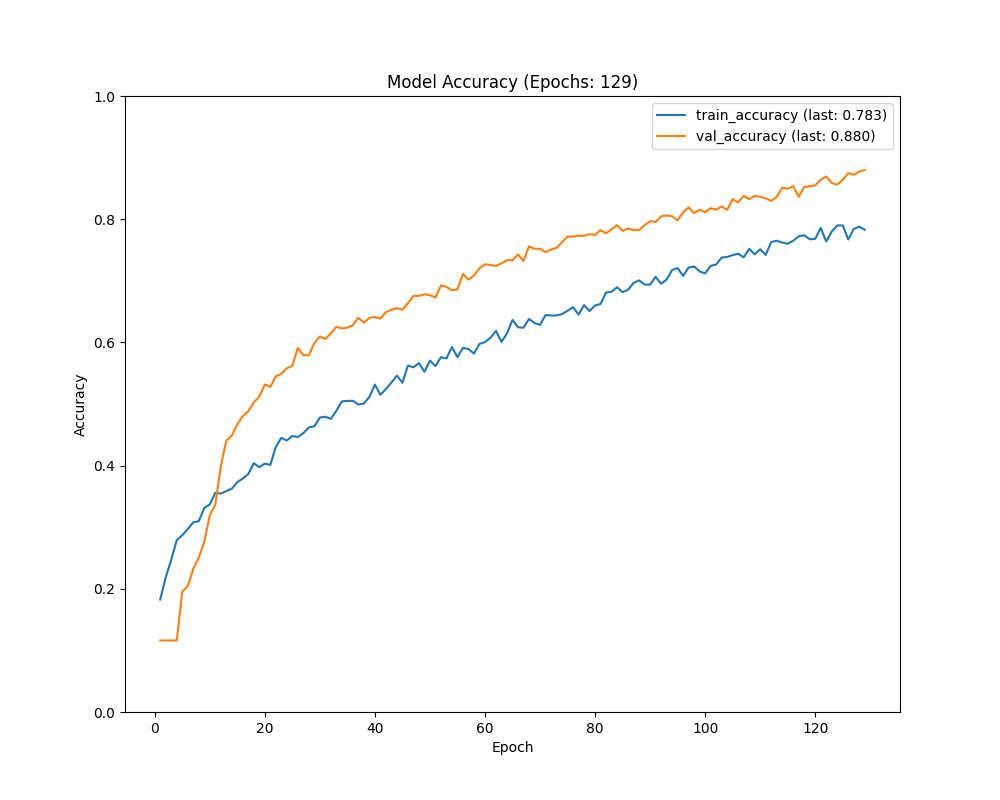 Model Accuracy (Epochs: 129)
train_accuracy (last: 0.783)
val_accuracy (last: 0.880)
1.0
0.8
0.6
0.4
0.2
0.0
Accuracy
0 20 40 60 80 100 120
Epoch